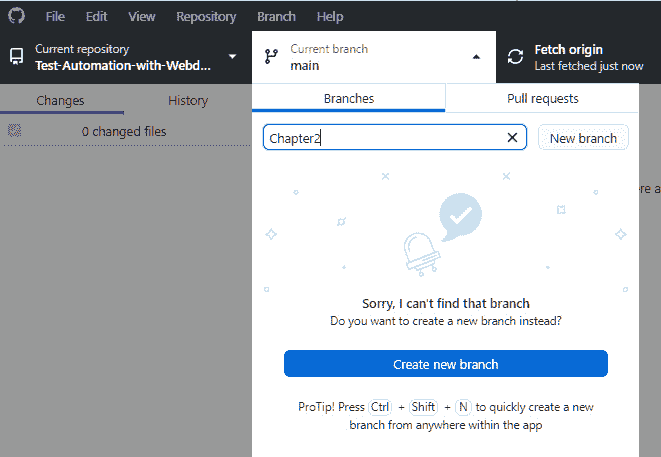 File Edit View Repository Branch Help
Current repository
Test-Automation-with-Webd...
Current branch
main
Fetch origin
Last fetched just now
Changes History
0 changed files
Branches Pull requests
Chapter2
New branch
ere a
Sorry, I can't find that branch
Do you want to create a new branch instead?
Create new branch
ProTip! Press Ctrl + Shift + N to quickly create a new
branch from anywhere within the app